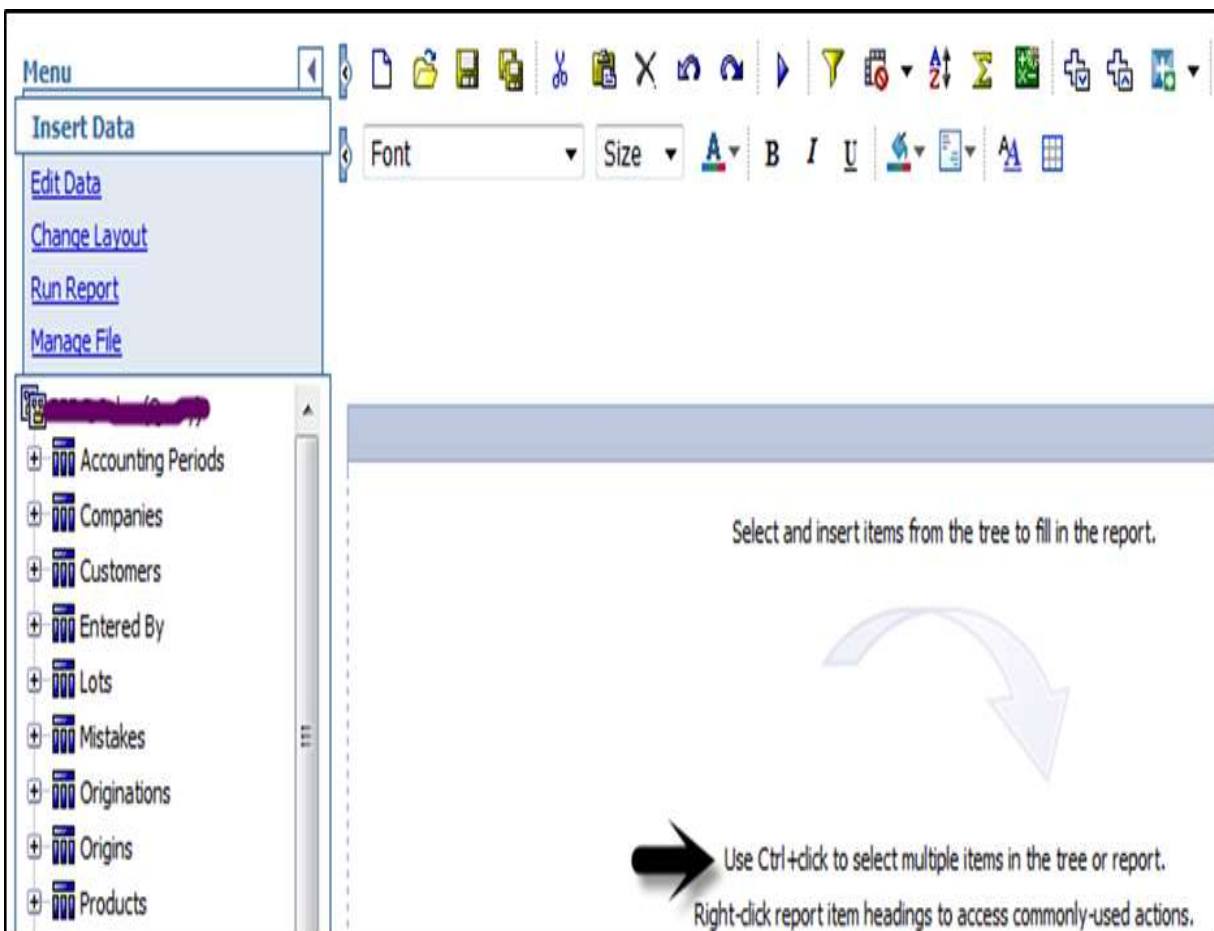 Menu
Insert Data
Edit Data
Change Layout
Run Report
Manage File
Font
Size
A
B I U
AA
Accounting Periods
Companies
Customers
Entered By
Lots
Mistakes
Originations
Origins
Products
Select and insert items from the tree to fill in the report.
Use Ctrl+click to select multiple items in the tree or report.
Right-click report item headings to access commonly-used actions.